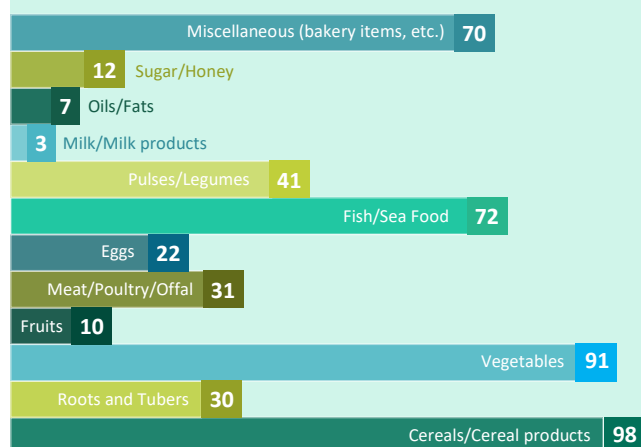 Miscellaneous (bakery items, etc.) 70
12 Sugar/Honey
7 Oils/Fats
3 Milk/Milk products
Pulses/Legumes 41
Fish/Sea Food 72
Eggs 22
Meat/Poultry/Offal 31
Fruits 10
Vegetables 91
Roots and Tubers 30
Cereals/Cereal products 98